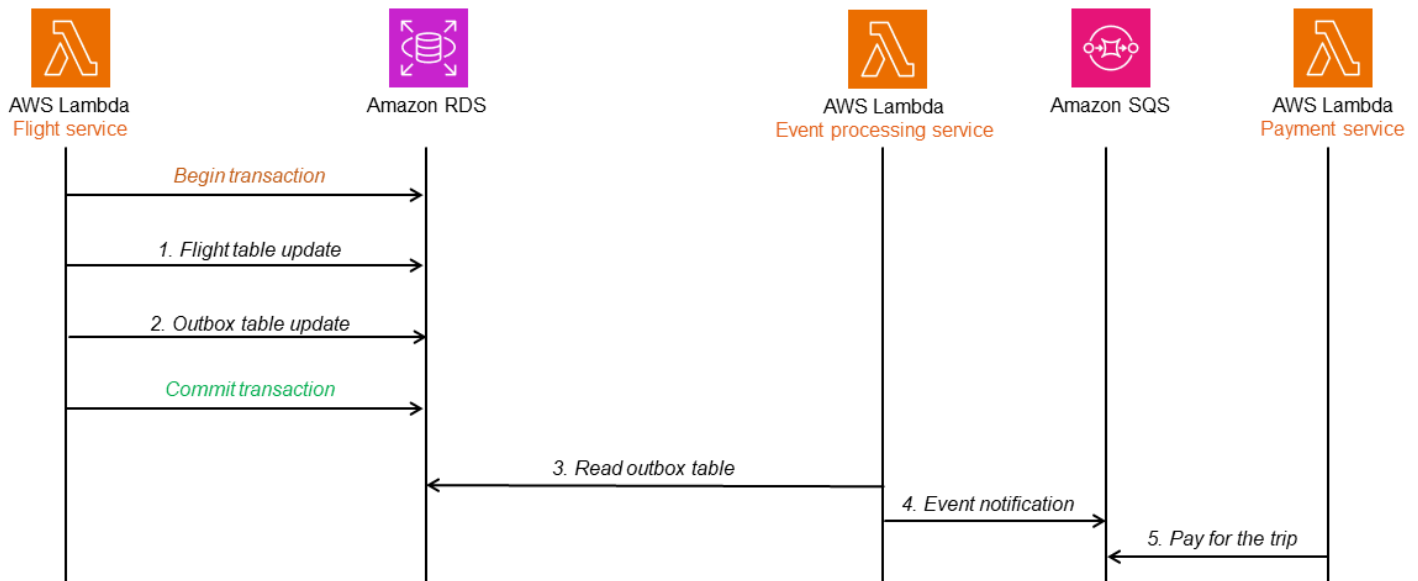 AWS Lambda
Flight service
Amazon RDS
AWS Lambda
Event processing service
Amazon SQS
AWS Lambda
Payment service
Begin transaction
1. Flight table update
2. Outbox table update
Commit transaction
3. Read outbox table
4. Event notification
5. Pay for the trip